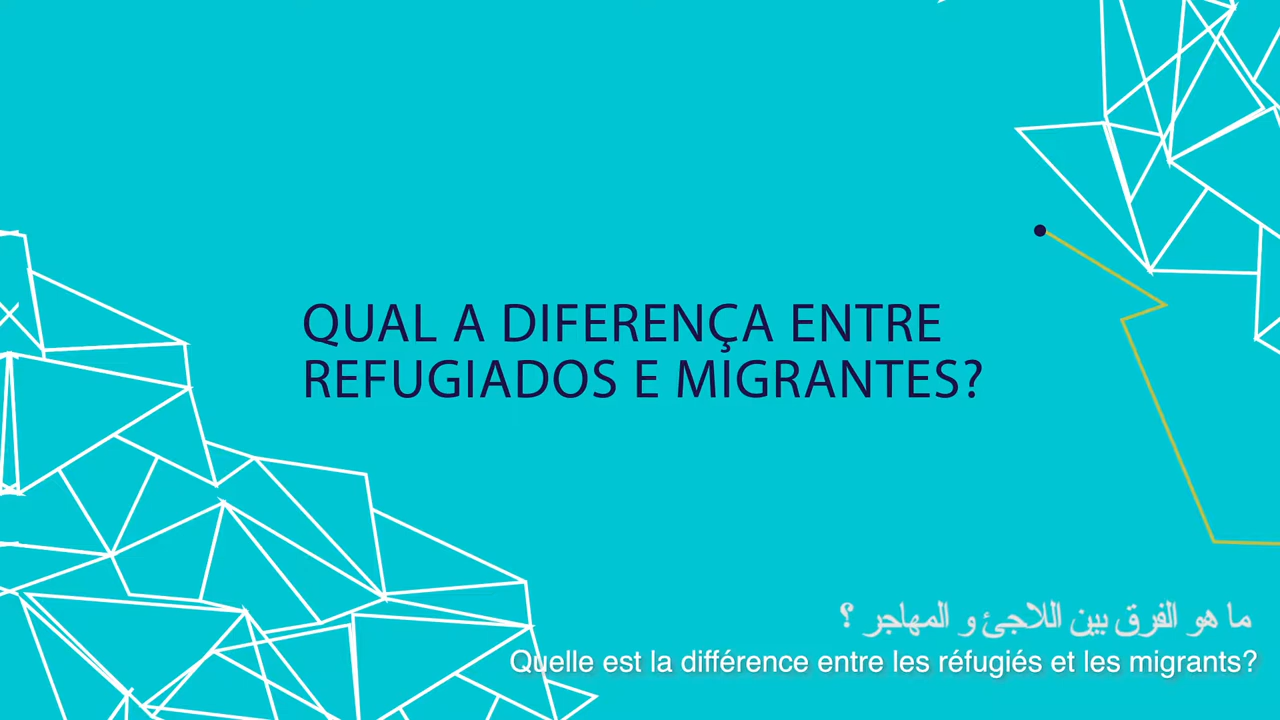 QUAL A DIFERENÇA ENTRE
REFUGIADOS E MIGRANTES?
ما هو الفرق بين اللاجئ و المهاجر ؟
Quelle est la différence entre les réfugiés et les migrants?